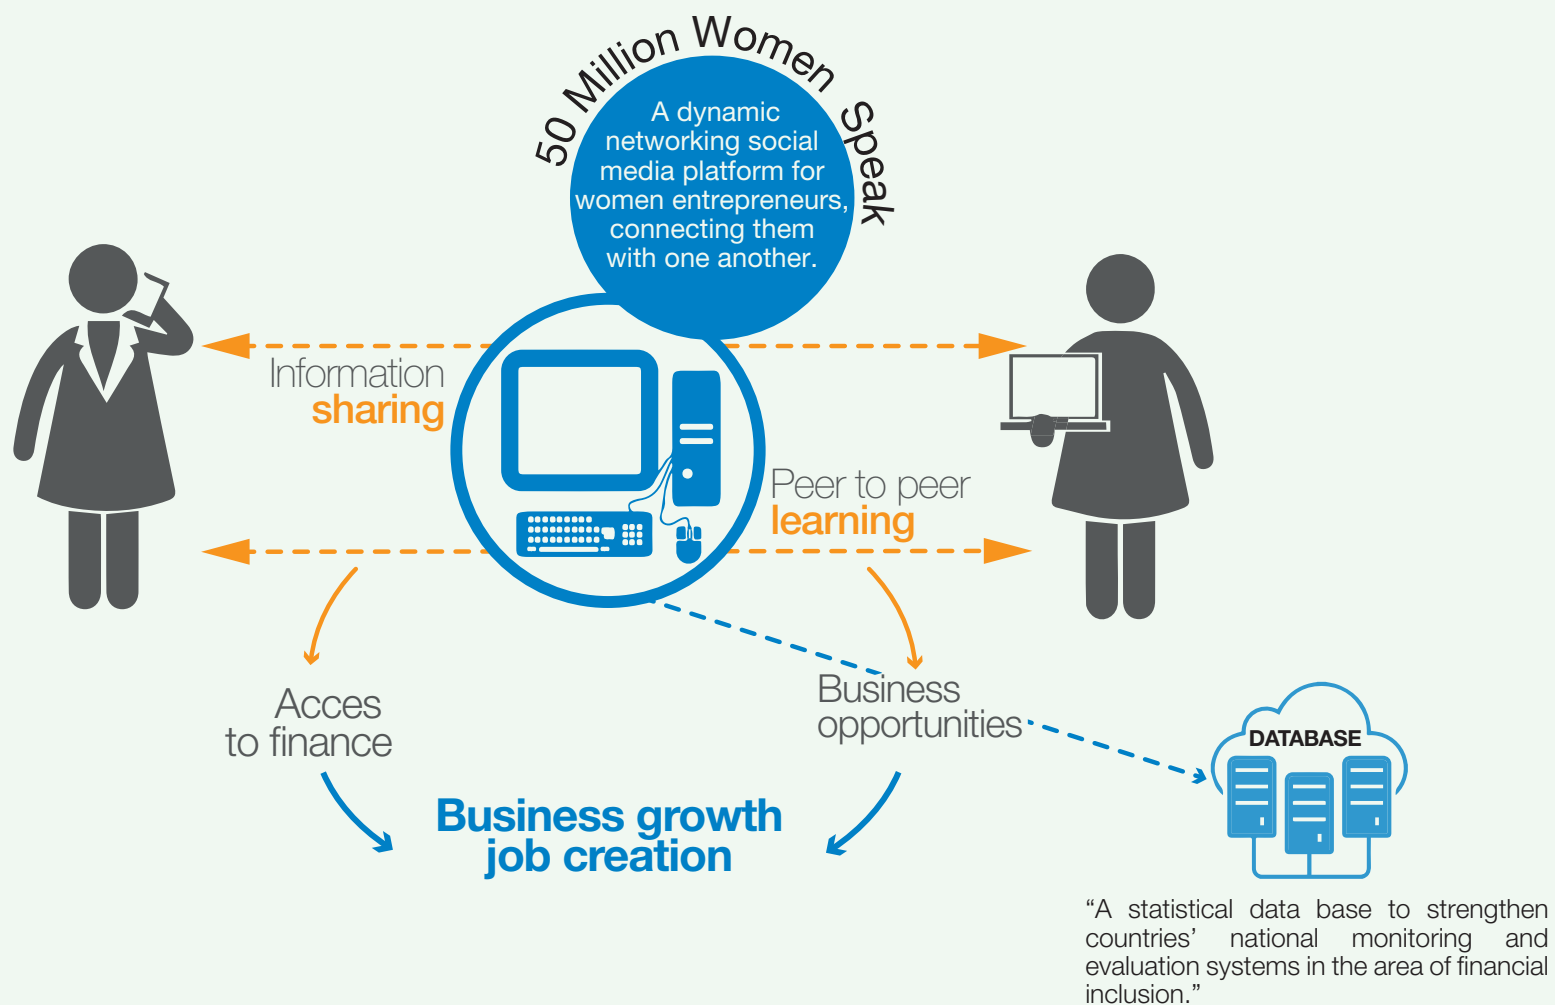 50 Million Women Speak
A dynamic
networking social
media platform for
women entrepreneurs,
connecting them
with one another.
Information
sharing
Peer to peer
learning
Acces
to finance
Business
opportunities
Business growth
job creation
DATABASE
“A statistical data base to strengthen
countries’ national monitoring and
evaluation systems in the area of financial
inclusion.”